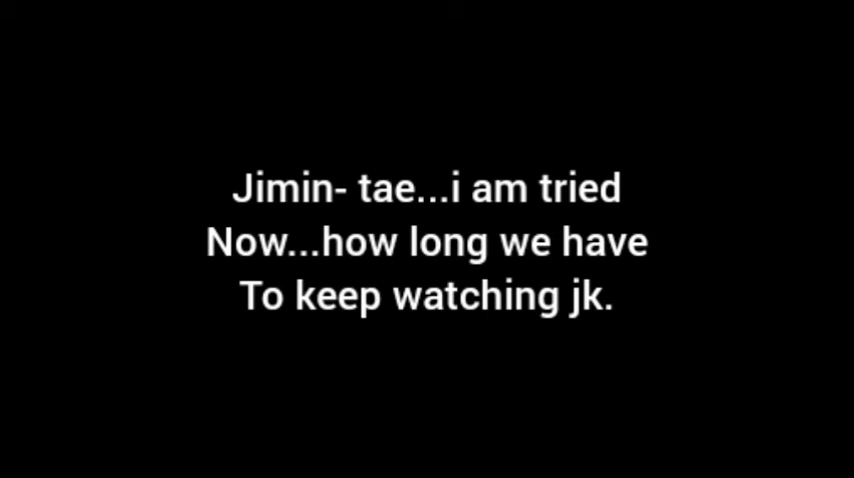 Jimin- tae...i am tried
Now...how long we have
To keep watching jk.